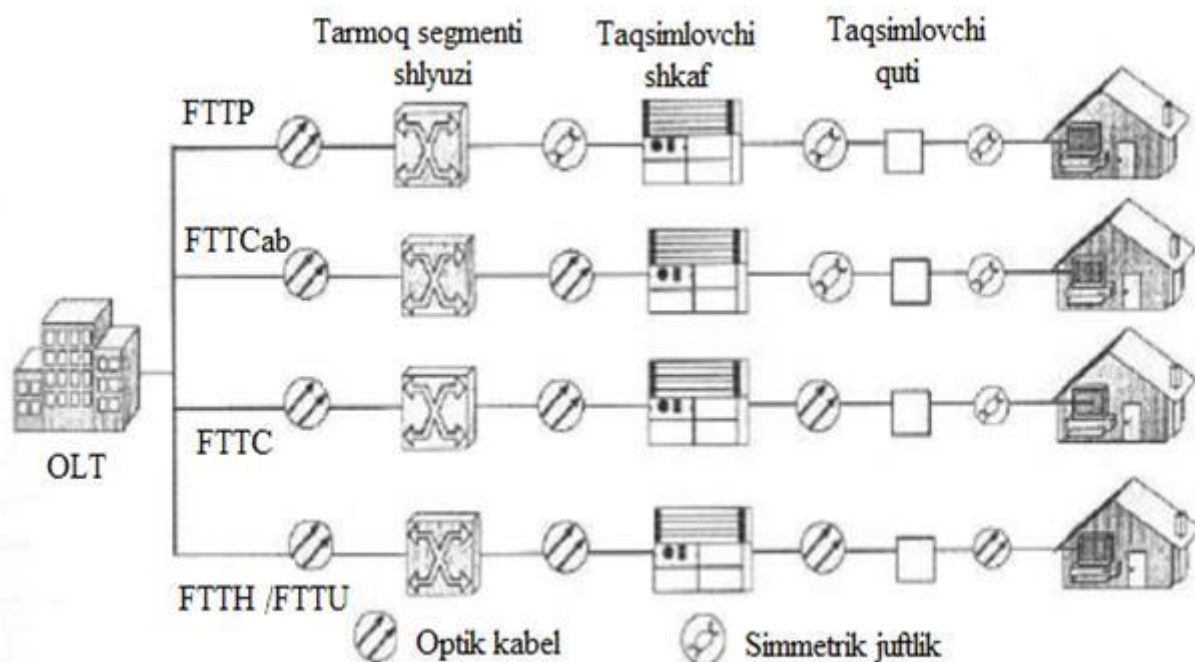 Tarmoq segmenti
shlyuzi
Taqsimlovchi
shkaf
Taqsimlovchi
quti
FTTP
FTTCab
FTTC
OLT
FTTH /FTTU
Optik kabel
Simmetrik juftlik